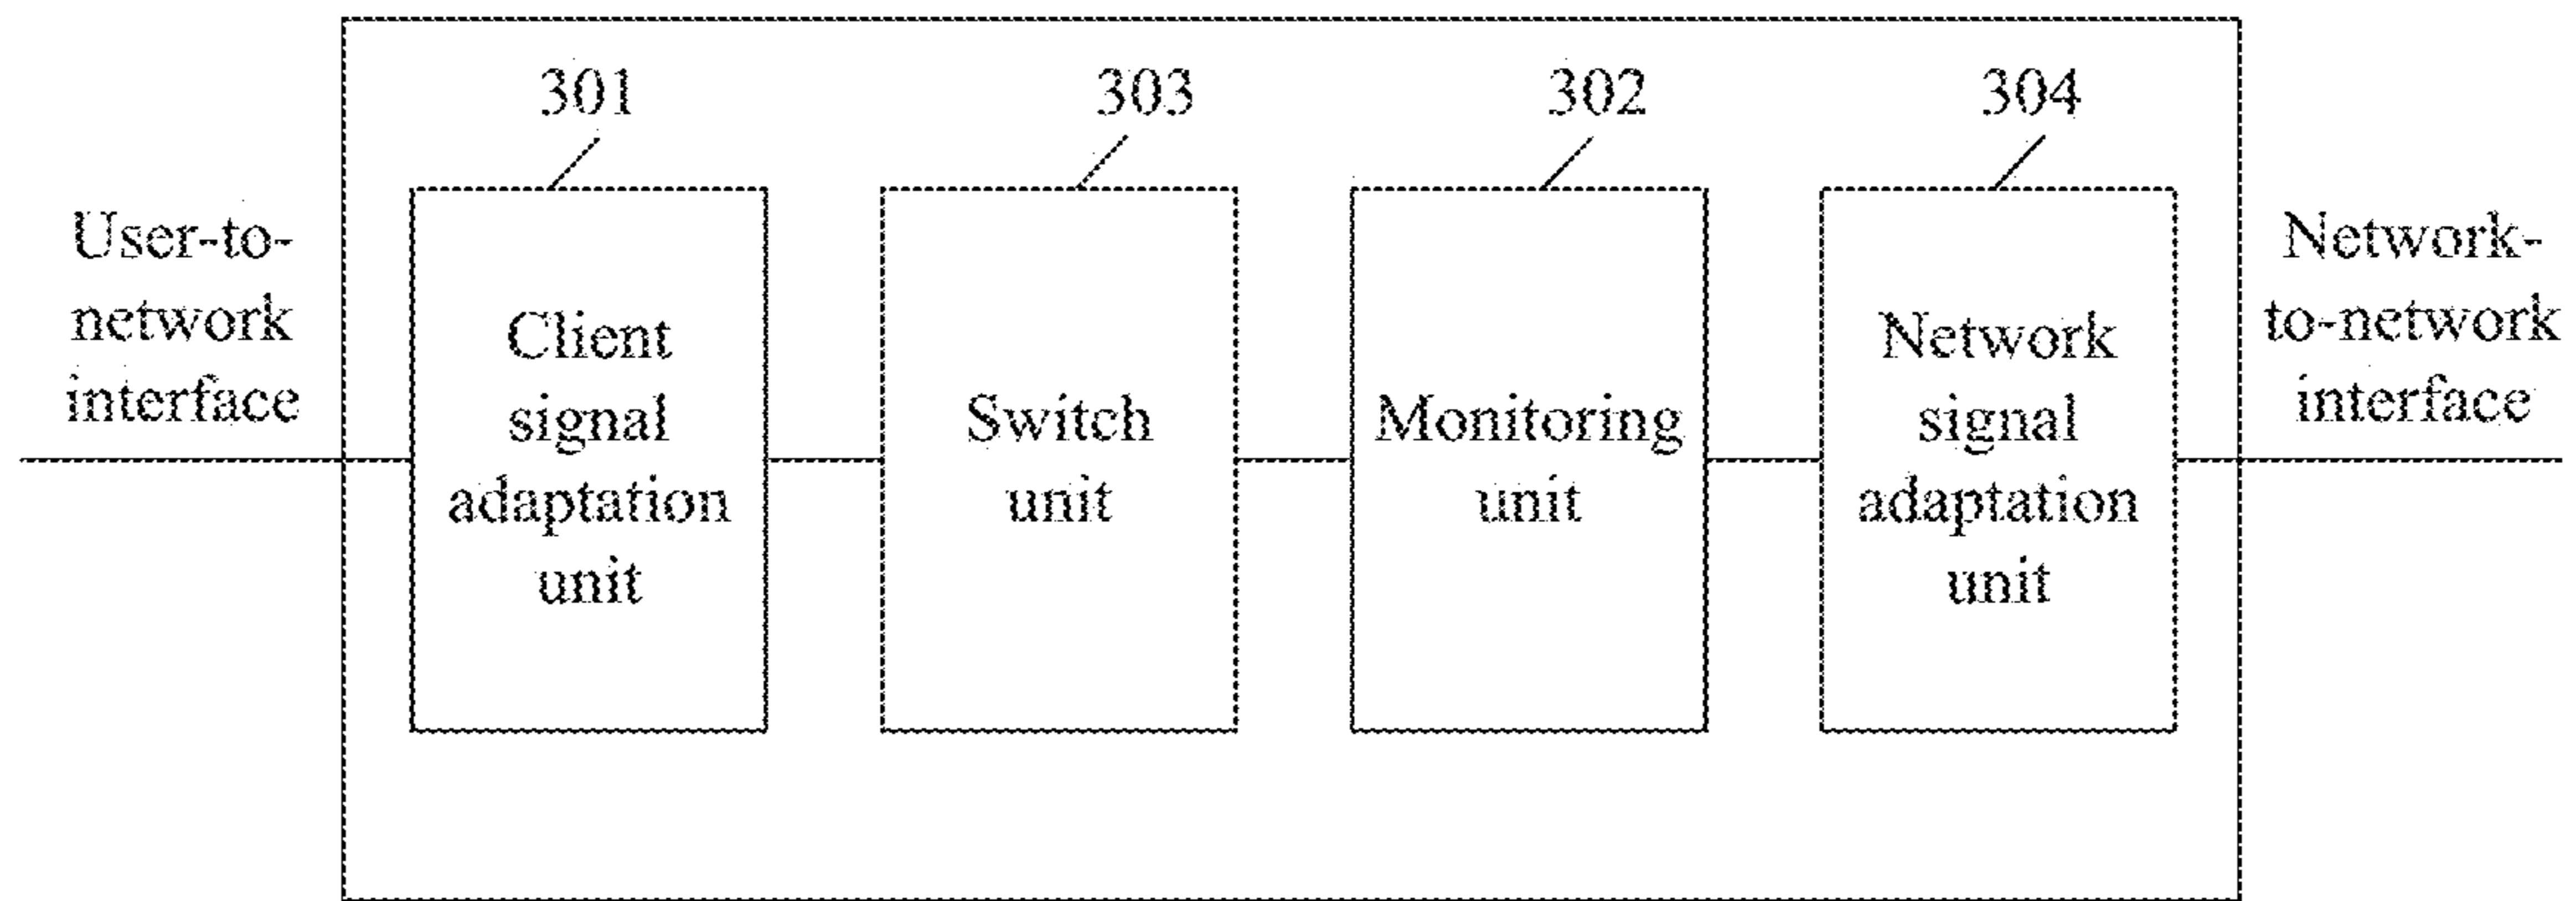 301
303
302
304
User-to-
network
interface
Client
signal
adaptation
unit
Switch
unit
Monitoring
unit
Network
signal
adaptation
unit
Network-
to-network
interface